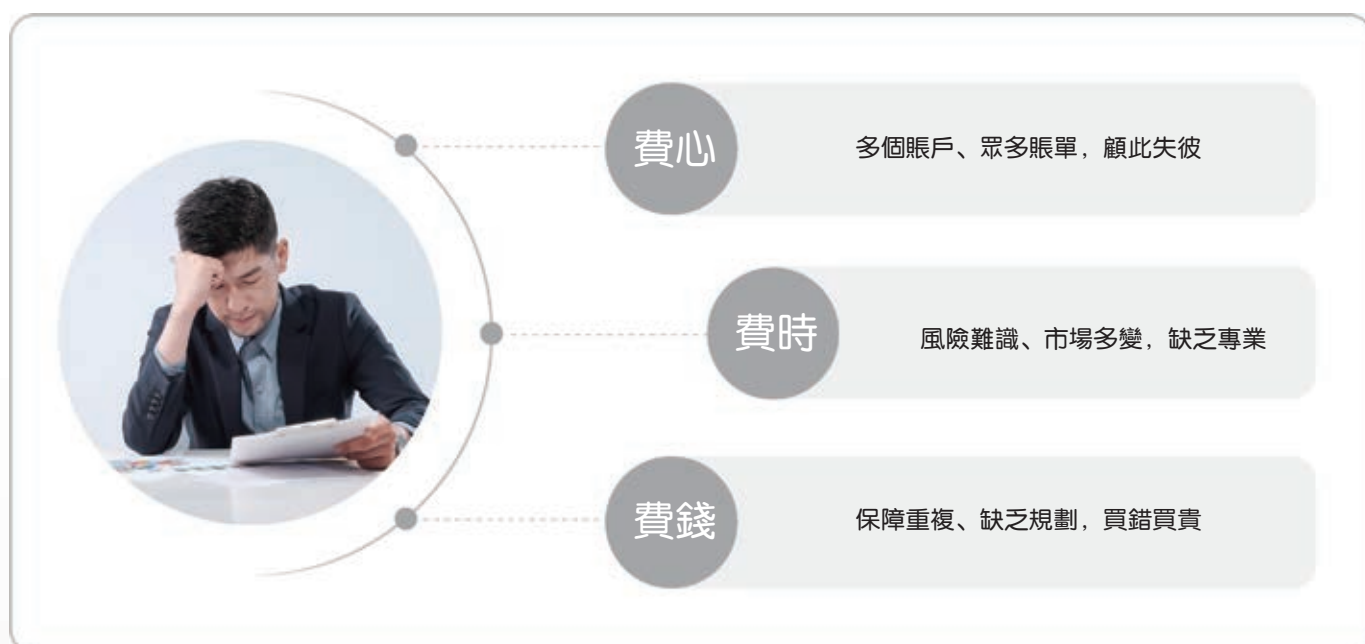 費心
多個賬戶、眾多賬單，顧此失彼
費時
風險難識、市場多變，缺乏專業
費錢
保障重複、缺乏規劃，買錯買貴